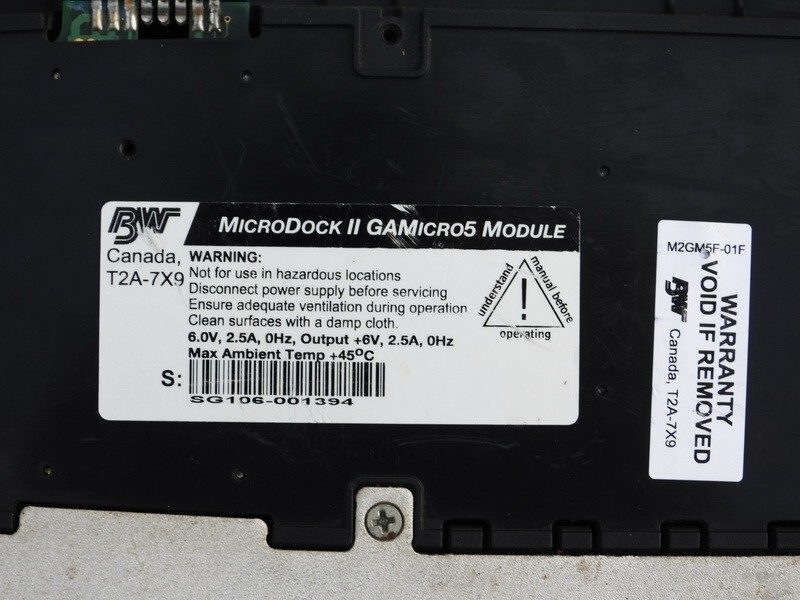 BW
MICRODOCK II GAMICRO5 MODULE
Canada,
T2A-7X9
WARNING:
Not for use in hazardous locations
Disconnect power supply before servicing
Ensure adequate ventilation during operation
Clean surfaces with a damp cloth.
6.0V, 2.5A, 0Hz, Output +6V, 2.5A, 0Hz
Max Ambient Temp +45ºC
S:
SG106-001394
understand manual before
!
operating
M2GM5F-01F
WARRANTY
VOID IF REMOVED
BW Canada, T2A-7X9